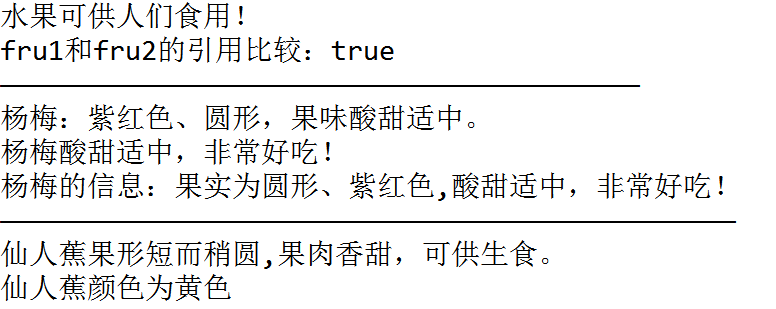 水果可供人们食用！
fru1和fru2的引用比较：true
————————————————————
杨梅：紫红色、圆形，果味酸甜适中。
杨梅酸甜适中，非常好吃！
杨梅的信息：果实为圆形、紫红色,酸甜适中，非常好吃！
———————————————————————
仙人蕉果形短而稍圆,果肉香甜，可供生食。
仙人蕉颜色为黄色